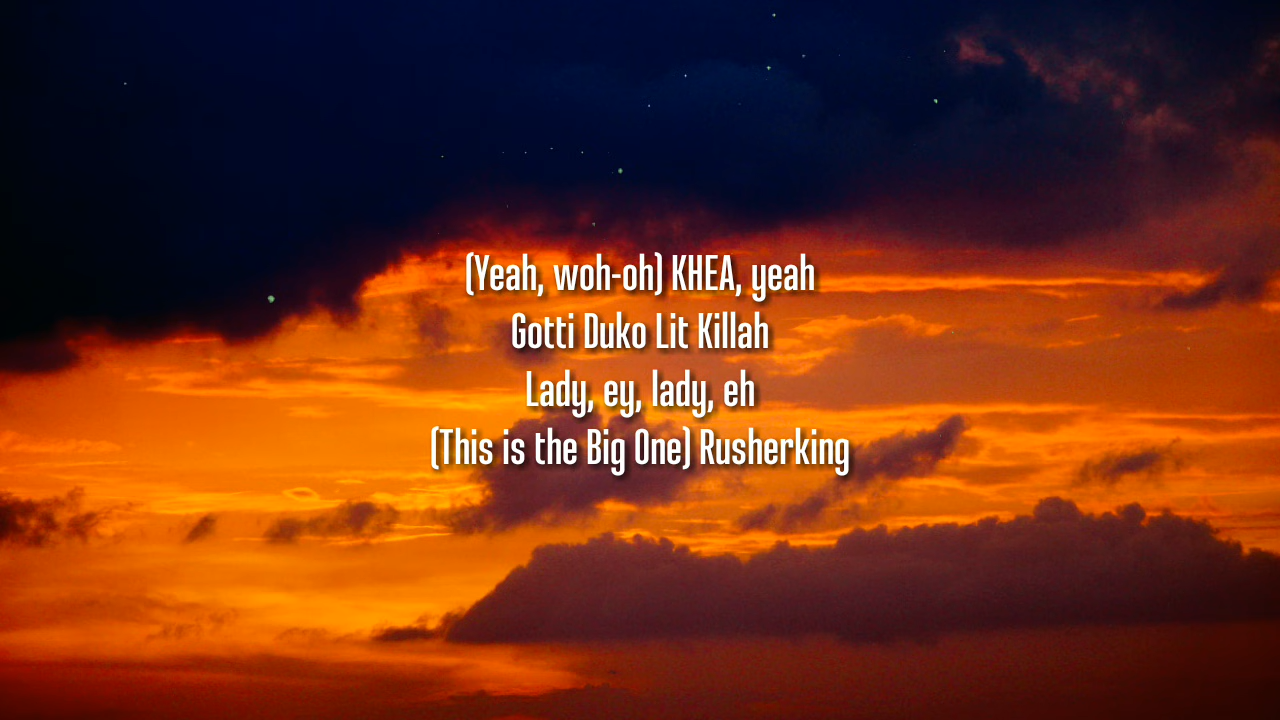 (Yeah, woh-oh) KHEA, yeah
Gotti Duko Lit Killah
Lady, ey, lady, eh
(This is the Big One) Rusherking